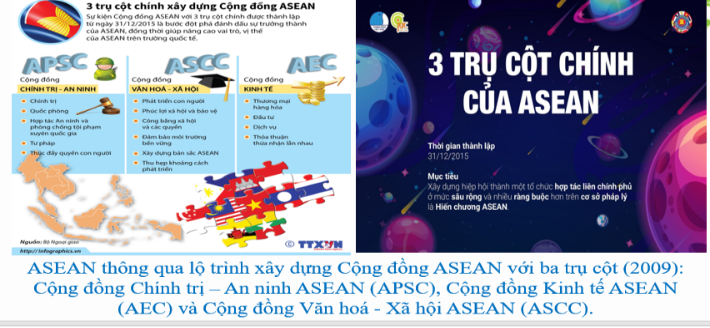 3 trụ cột chính xây dựng Cộng đồng ASEAN
Sự kiện Cộng đồng ASEAN với 3 trụ cột chính được thành lập
từ ngày 31/12/2015 là bước đột phá đánh dấu sự trưởng thành
của ASEAN, đồng thời giúp nâng cao vai trò, vị thế
của ASEAN trên trường quốc tế.
APSC
Cộng đồng
CHÍNH TRỊ - AN NINH
Chính trị
Quốc phòng
Hợp tác An ninh và
phòng chống tội phạm
xuyên quốc gia
Tư pháp
Thúc đẩy quyền con người
ASCC
Cộng đồng
VĂN HOÁ - XÃ HỘI
Phát triển con người
Phúc lợi xã hội và bảo vệ
Công bằng xã hội
và các quyền
Đảm bảo môi trường
bền vững
Xây dựng bản sắc ASEAN
Thu hẹp khoảng cách
phát triển
AEC
Cộng đồng
KINH TẾ
Thương mại
hàng hóa
Đầu tư
Dịch vụ
Thỏa thuận
thừa nhận lẫn nhau
Nguồn: Bộ Ngoại giao
http://infographics.vn
© TTXVN
3 TRỤ CỘT CHÍNH
CỦA ASEAN
Thời gian thành lập
31/12/2015
Mục tiêu
Xây dựng hiệp hội thành một tổ chức hợp tác liên chính phủ
ở mức sâu rộng và nhiều ràng buộc hơn trên cơ sở pháp lý
là Hiến chương ASEAN.
ASEAN thông qua lộ trình xây dựng Cộng đồng ASEAN với ba trụ cột (2009):
Cộng đồng Chính trị – An ninh ASEAN (APSC), Cộng đồng Kinh tế ASEAN
(AEC) và Cộng đồng Văn hoá - Xã hội ASEAN (ASCC).